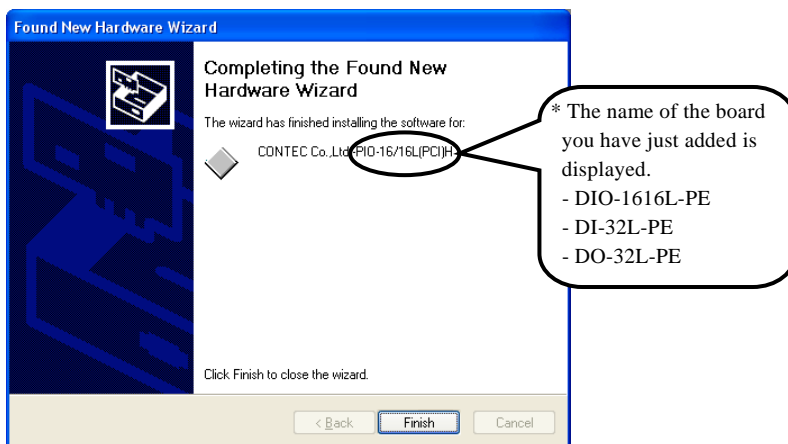 Found New Hardware Wizard
Completing the Found New
Hardware Wizard
The wizard has finished installing the software for:
CONTEC Co.,Ltd.-PIO-16/16L(PCI)H-
* The name of the board
you have just added is
displayed.
- DIO-1616L-PE
- DI-32L-PE
- DO-32L-PE
Click Finish to close the wizard.
< Back
Finish
Cancel